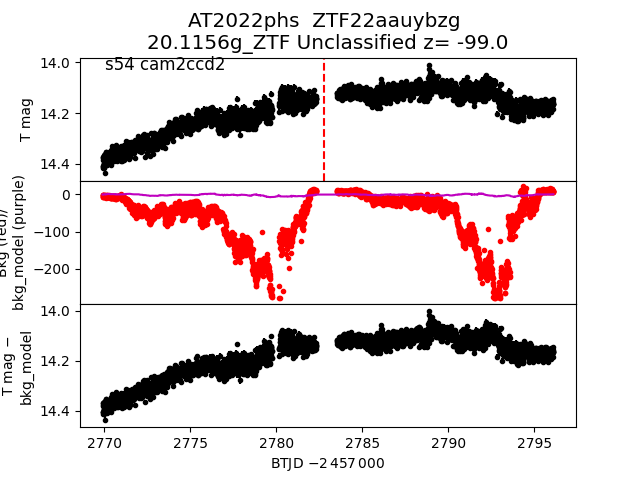 AT2022phs  ZTF22aauybzg
20.1156g_ZTF Unclassified z= -99.0
s54 cam2ccd2
14.0
14.2
14.4
T mag
0
−100
−200
Bkg (red)/
bkg_model (purple)
14.0
14.2
14.4
T mag −
bkg_model
2770
2775
2780
2785
2790
2795
BTJD −2 457 000